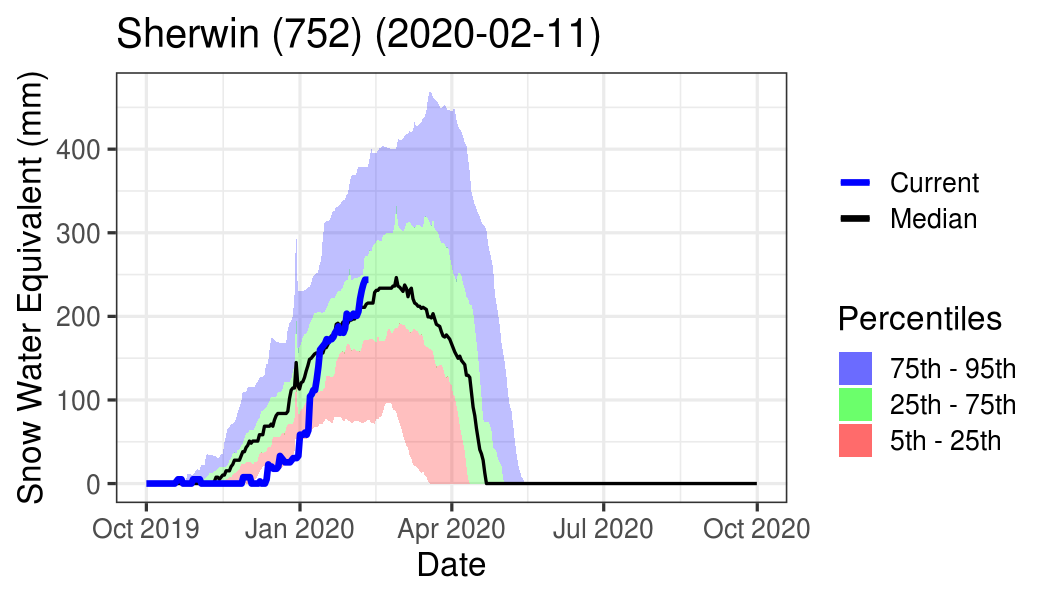 Sherwin (752) (2020-02-11)
Snow Water Equivalent (mm)
400
300
200
100
0
Oct 2019
Jan 2020
Apr 2020
Jul 2020
Oct 2020
Date
Current
Median
Percentiles
75th - 95th
25th - 75th
5th - 25th